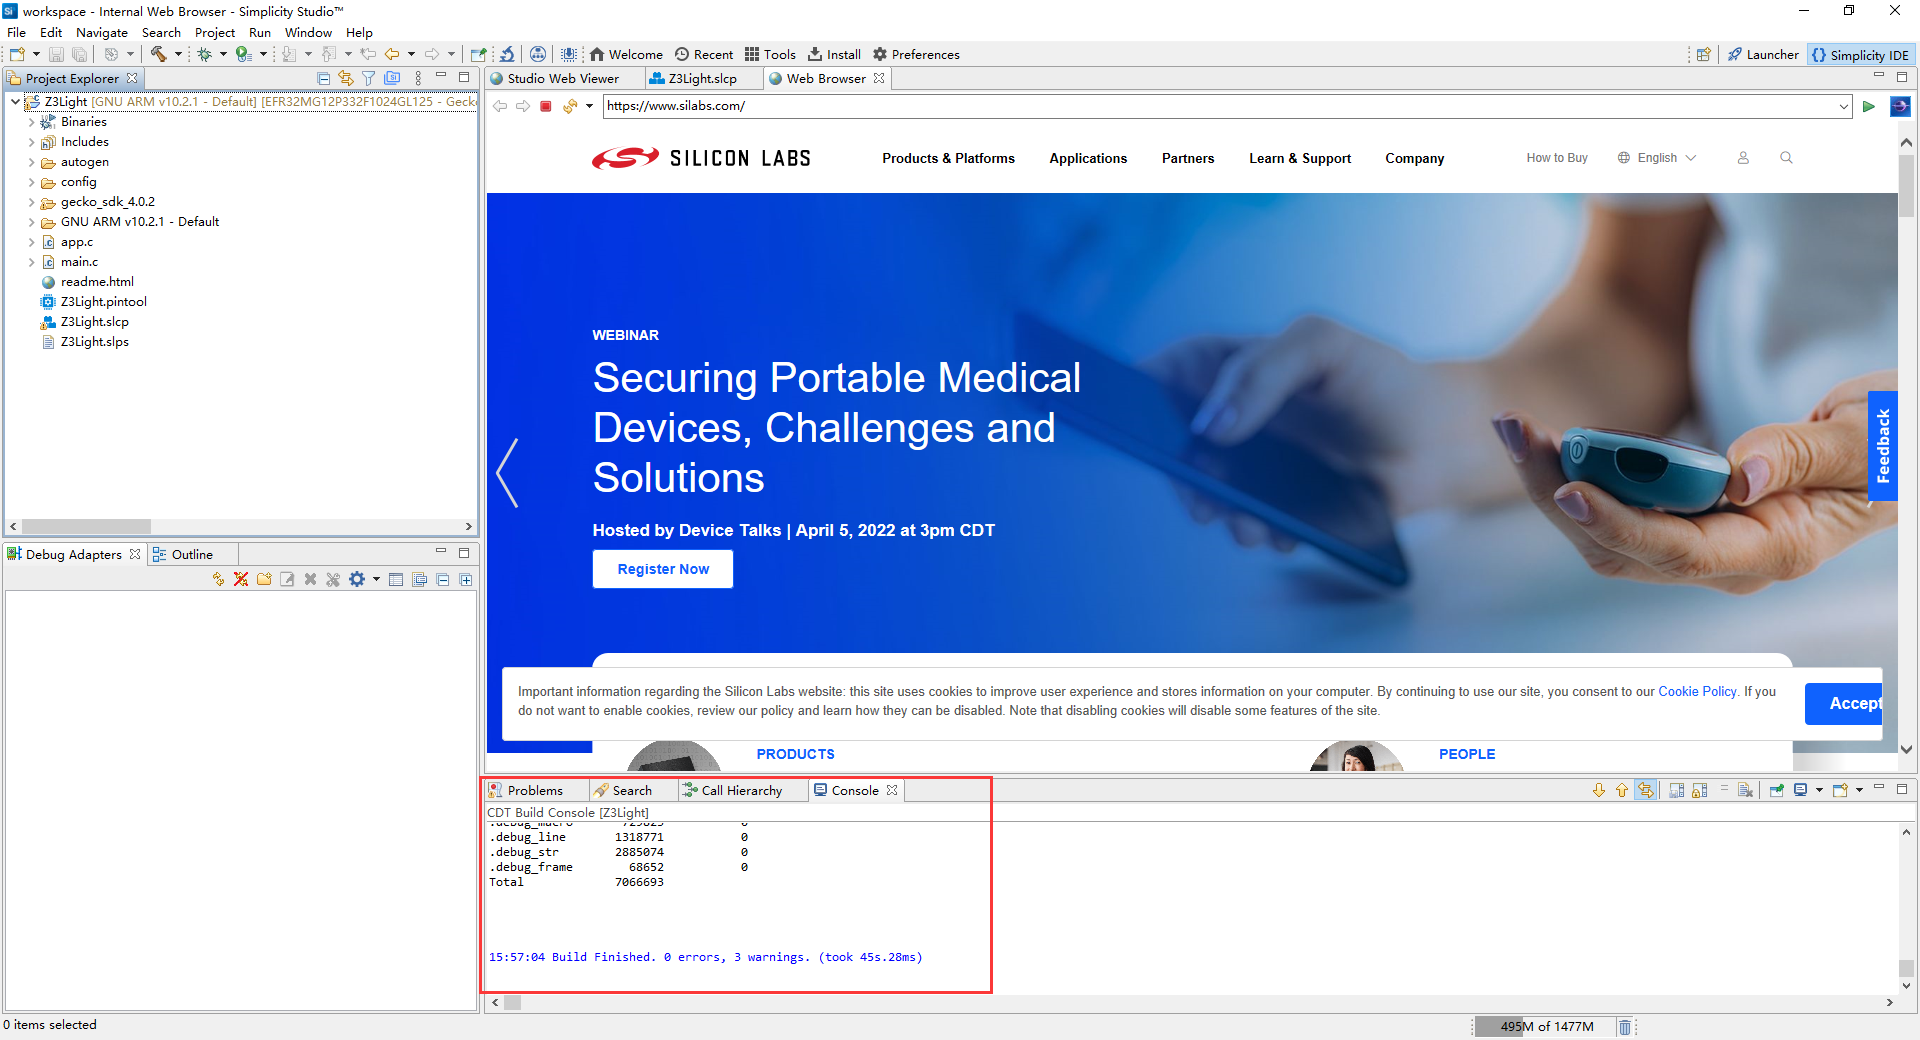 workspace - Internal Web Browser - Simplicity Studio™
File Edit Navigate Search Project Run Window Help
Welcome Recent Tools Install Preferences Launcher Simplicity IDE
Project Explorer
Z3Light [GNU ARM v10.2.1 - Default] [EFR32MG12P332F1024GL125 - Gecko
Binaries
Includes
autogen
config
gecko_sdk_4.0.2
GNU ARM v10.2.1 - Default
app.c
main.c
readme.html
Z3Light.pintool
Z3Light.slcp
Z3Light.slps
Debug Adapters Outline
Studio Web Viewer Z3Light.slcp Web Browser
https://www.silabs.com/
SILICON LABS Products & Platforms Applications Partners Learn & Support Company How to Buy English
WEBINAR
Securing Portable Medical
Devices, Challenges and
Solutions
Hosted by Device Talks | April 5, 2022 at 3pm CDT
Register Now
Feedback
Important information regarding the Silicon Labs website: this site uses cookies to improve user experience and stores information on your computer. By continuing to use our site, you consent to our Cookie Policy. If you
do not want to enable cookies, review our policy and learn how they can be disabled. Note that disabling cookies will disable some features of the site.
Accept
PRODUCTS PEOPLE
Problems Search Call Hierarchy Console
CDT Build Console [Z3Light]
.debug_macro 729825 0
.debug_line 1318771 0
.debug_str 2885074 0
.debug_frame 68652 0
Total 7066693
15:57:04 Build Finished. 0 errors, 3 warnings. (took 45s.28ms)
0 items selected
495M of 1477M